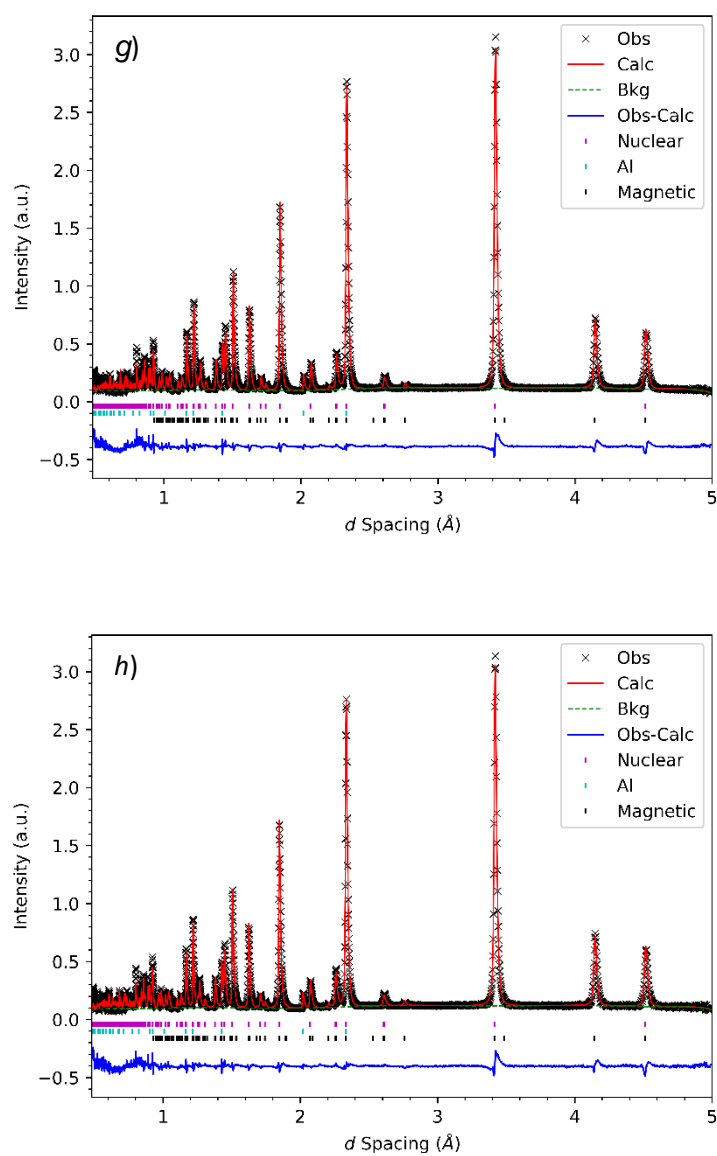 g)
Obs
Calc
Bkg
Obs-Calc
Nuclear
Al
Magnetic
Intensity (a.u.)
3.0
2.5
2.0
1.5
1.0
0.5
0.0
−0.5
1 2 3 4 5
d Spacing (Å)
h)
Obs
Calc
Bkg
Obs-Calc
Nuclear
Al
Magnetic
Intensity (a.u.)
3.0
2.5
2.0
1.5
1.0
0.5
0.0
−0.5
1 2 3 4 5
d Spacing (Å)